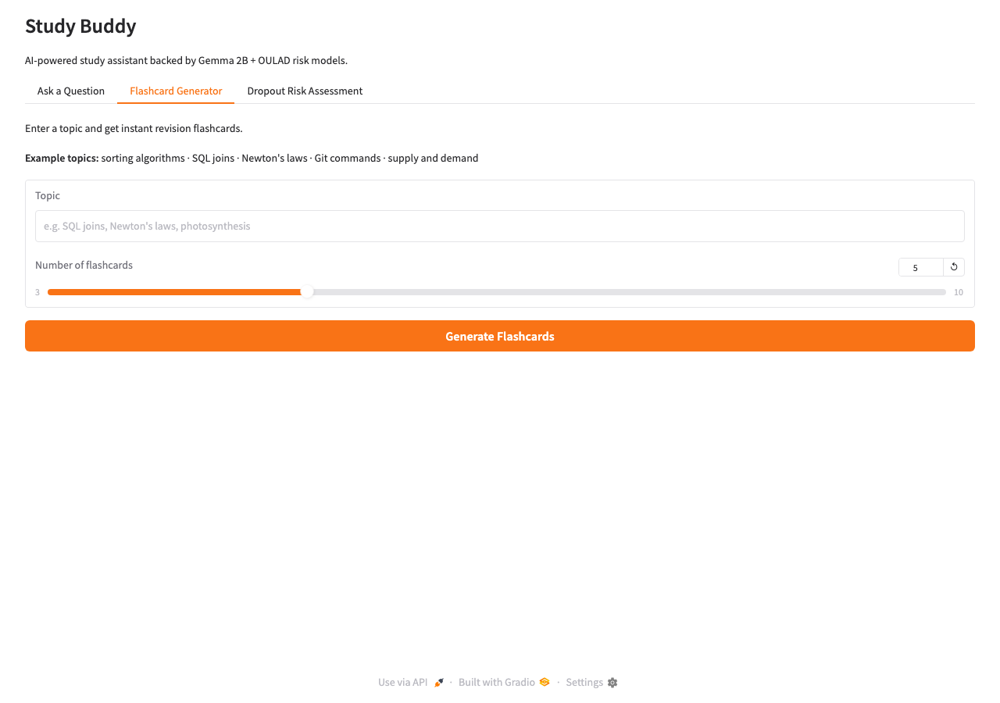 Study Buddy
AI-powered study assistant backed by Gemma 2B + OULAD risk models.
Ask a Question Flashcard Generator Dropout Risk Assessment
Enter a topic and get instant revision flashcards.
Example topics: sorting algorithms · SQL joins · Newton's laws · Git commands · supply and demand
Topic
e.g. SQL joins, Newton's laws, photosynthesis
Number of flashcards 5
3 10
Generate Flashcards
Use via API · Built with Gradio · Settings